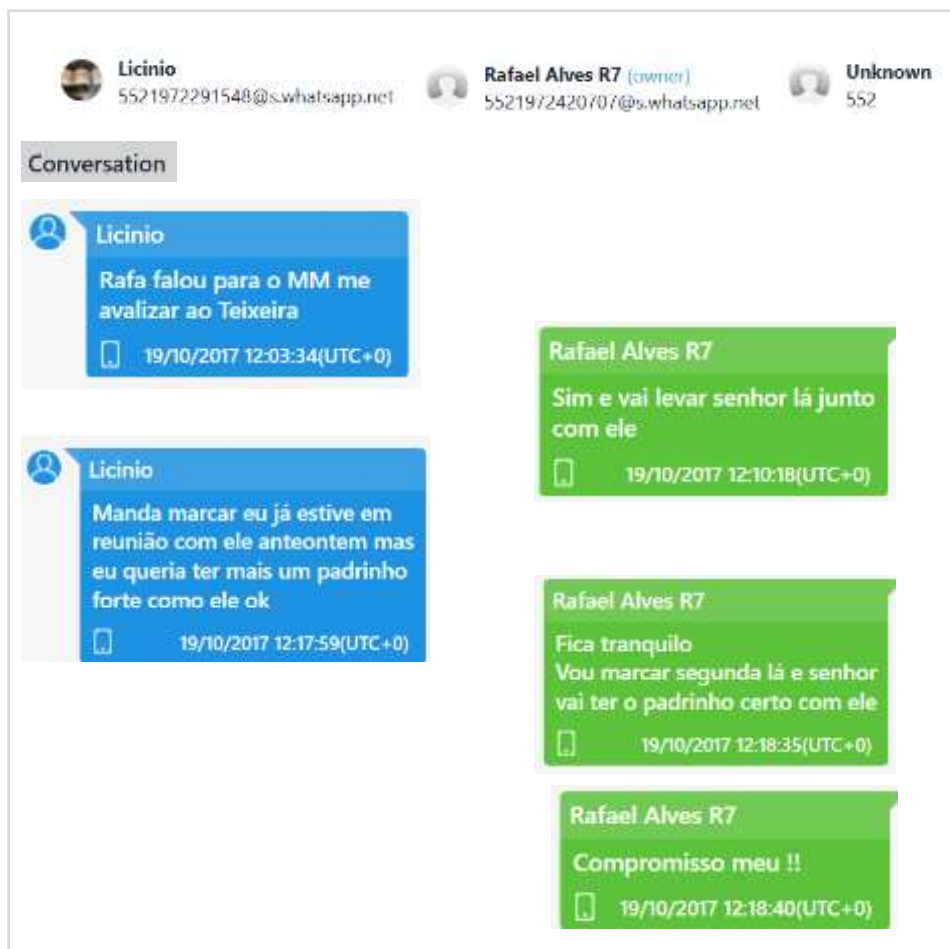 Licinio
5521972291548@s.whatsapp.net
Rafael Alves R7 (owner)
5521972420707@s.whatsapp.net
Unknown
552
Conversation
Licinio
Rafa falou para o MM me
avalizar ao Teixeira
19/10/2017 12:03:34(UTC+0)
Rafael Alves R7
Sim e vai levar senhor lá junto
com ele
19/10/2017 12:10:18(UTC+0)
Licinio
Manda marcar eu já estive em
reunião com ele anteontem mas
eu queria ter mais um padrinho
forte como ele ok
19/10/2017 12:17:59(UTC+0)
Rafael Alves R7
Fica tranquilo
Vou marcar segunda lá e senhor
vai ter o padrinho certo com ele
19/10/2017 12:18:35(UTC+0)
Rafael Alves R7
Compromisso meu !!
19/10/2017 12:18:40(UTC+0)